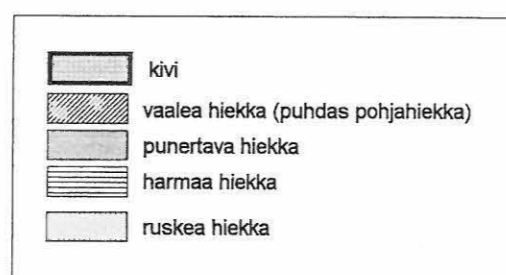 kivi
vaalea hiekka (puhdas pohjahiekka)
punertava hiekka
harmaa hiekka
ruskea hiekka